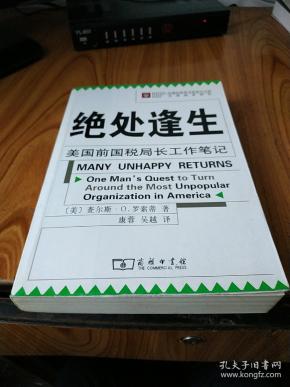 绝处逢生
美国前国税局长工作笔记
MANY UNHAPPY RETURNS
One Man's Quest to Turn
Around the Most Unpopular
Organization in America
〔美〕查尔斯·O.罗索蒂 著
康蓉 吴越 译
商务印书馆
THE COMMERCIAL PRESS
孔夫子旧书网